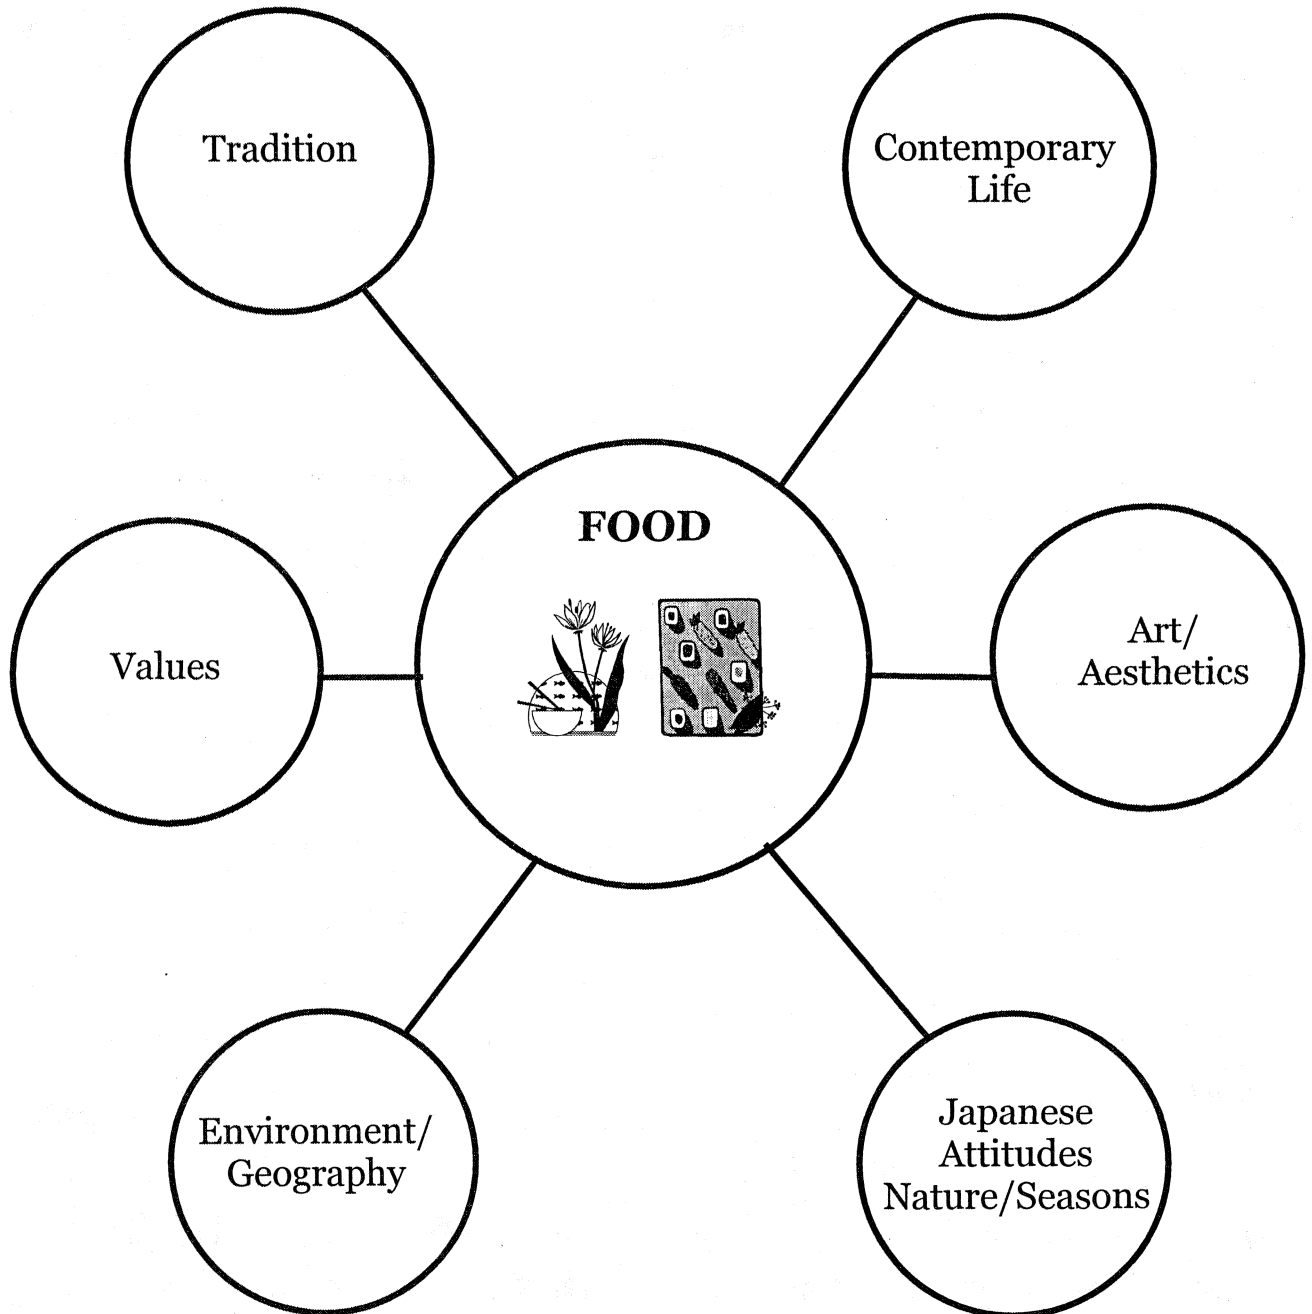 Tradition
Contemporary
Life
FOOD
Values
Art/
Aesthetics
Environment/
Geography
Japanese
Attitudes
Nature/Seasons